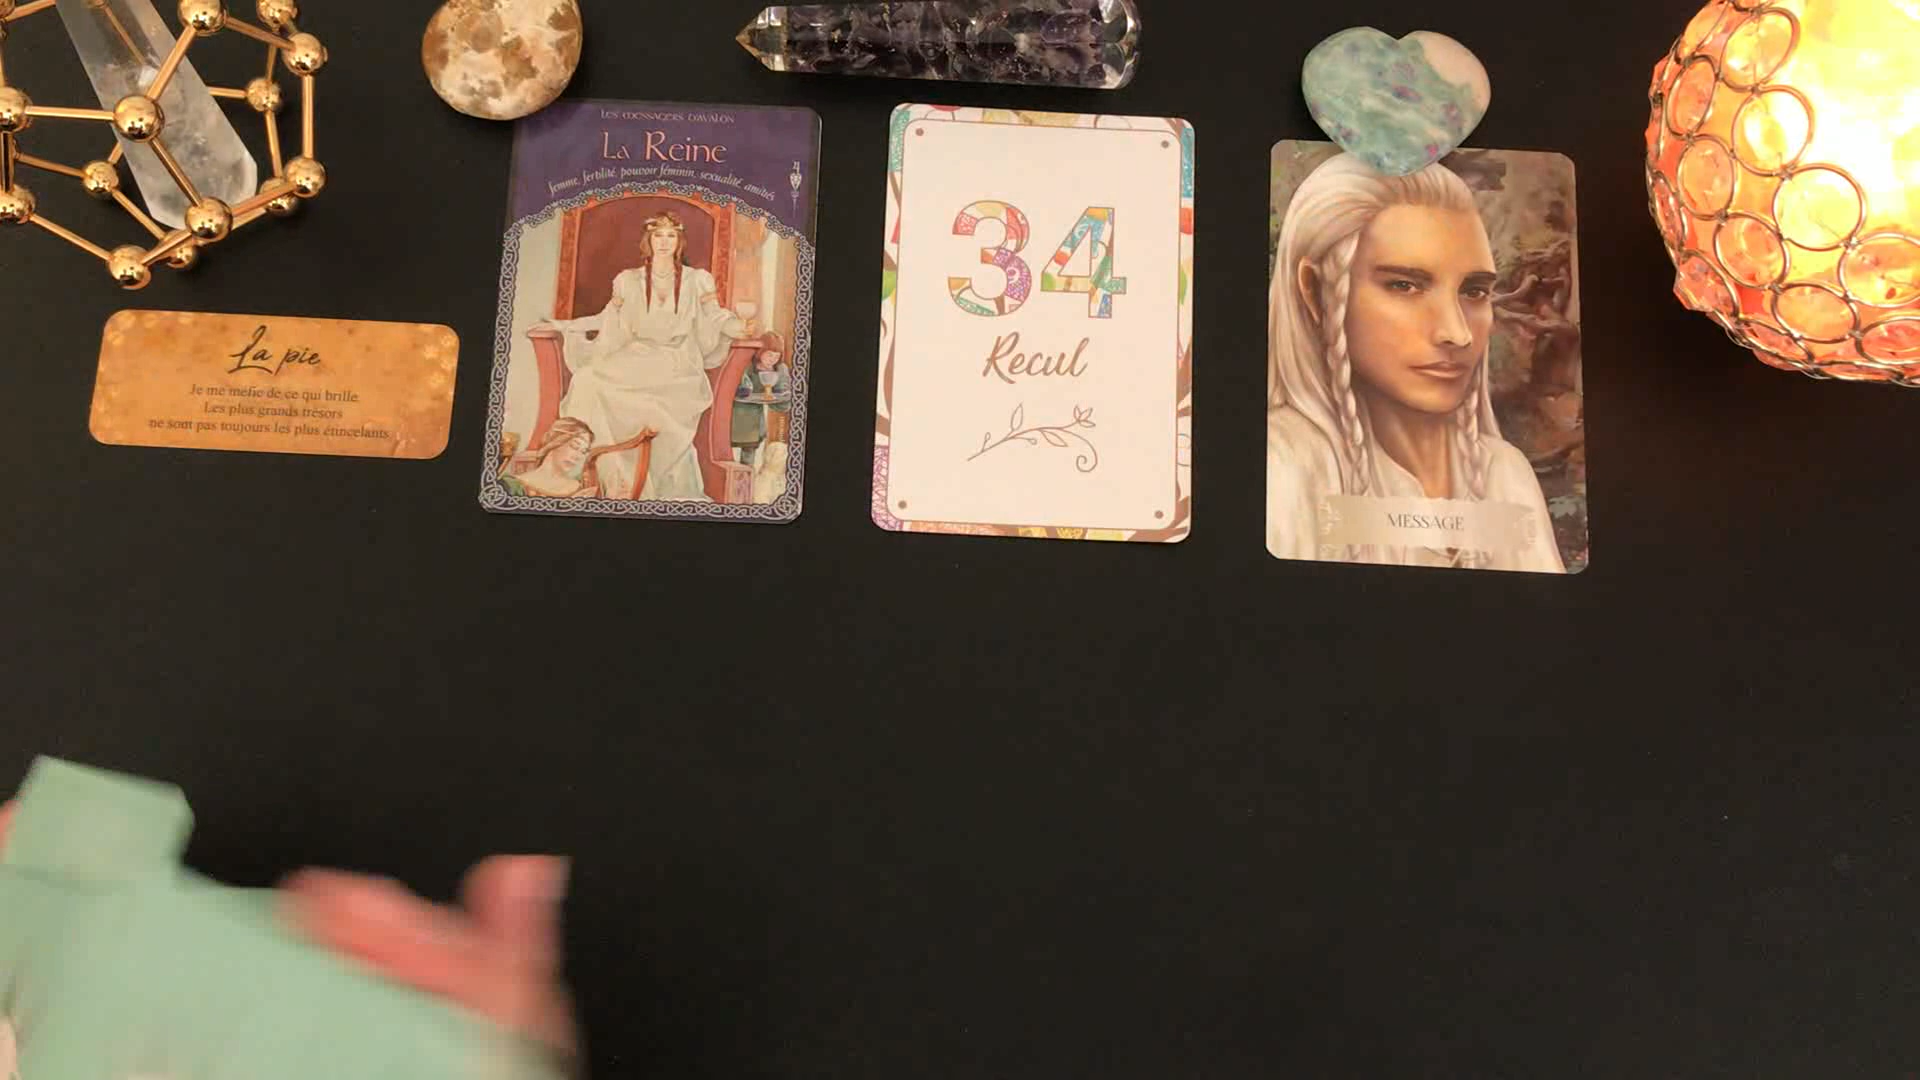 La pie
Je me méfie de ce qui brille.
Les plus grands trésors
ne sont pas toujours les plus étincelants
LES MESSAGERS D'AVALON
La Reine
femme, fertilité, pouvoir féminin, sexualité, amitiés
21
34
Recul
MESSAGE